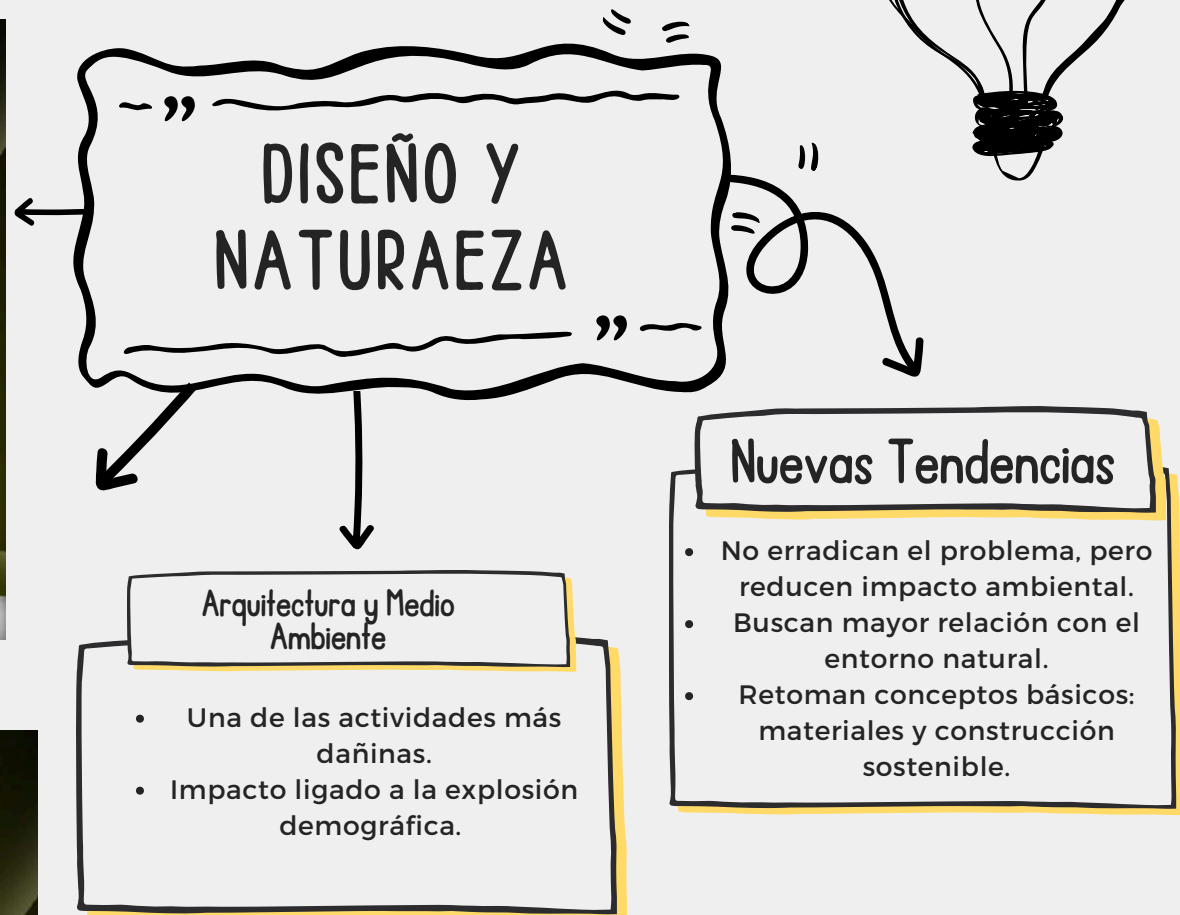 DISEÑO Y
NATURAEZA
Nuevas Tendencias
• No erradican el problema, pero
reducen impacto ambiental.
• Buscan mayor relación con el
entorno natural.
• Retoman conceptos básicos:
materiales y construcción
sostenible.
Arquitectura y Medio
Ambiente
• Una de las actividades más
dañinas.
• Impacto ligado a la explosión
demográfica.